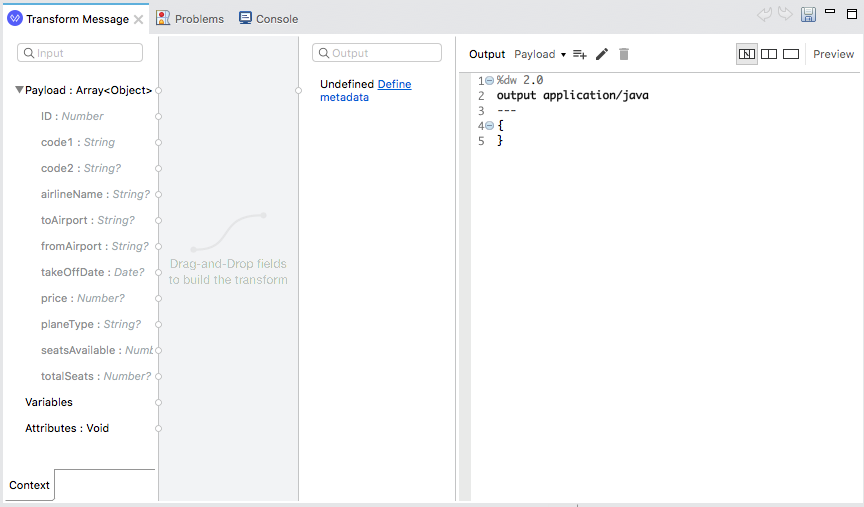 Transform Message
Problems
Console
Input
Payload : Array<Object>
ID : Number
code1 : String
code2 : String?
airlineName : String?
toAirport : String?
fromAirport : String?
takeOffDate : Date?
price : Number?
planeType : String?
seatsAvailable : Numb
totalSeats : Number?
Variables
Attributes : Void
Context
Drag-and-Drop fields
to build the transform
Output
Undefined Define
metadata
Output Payload
Preview
1 %dw 2.0
2 output application/java
3 ---
4 {
5 }